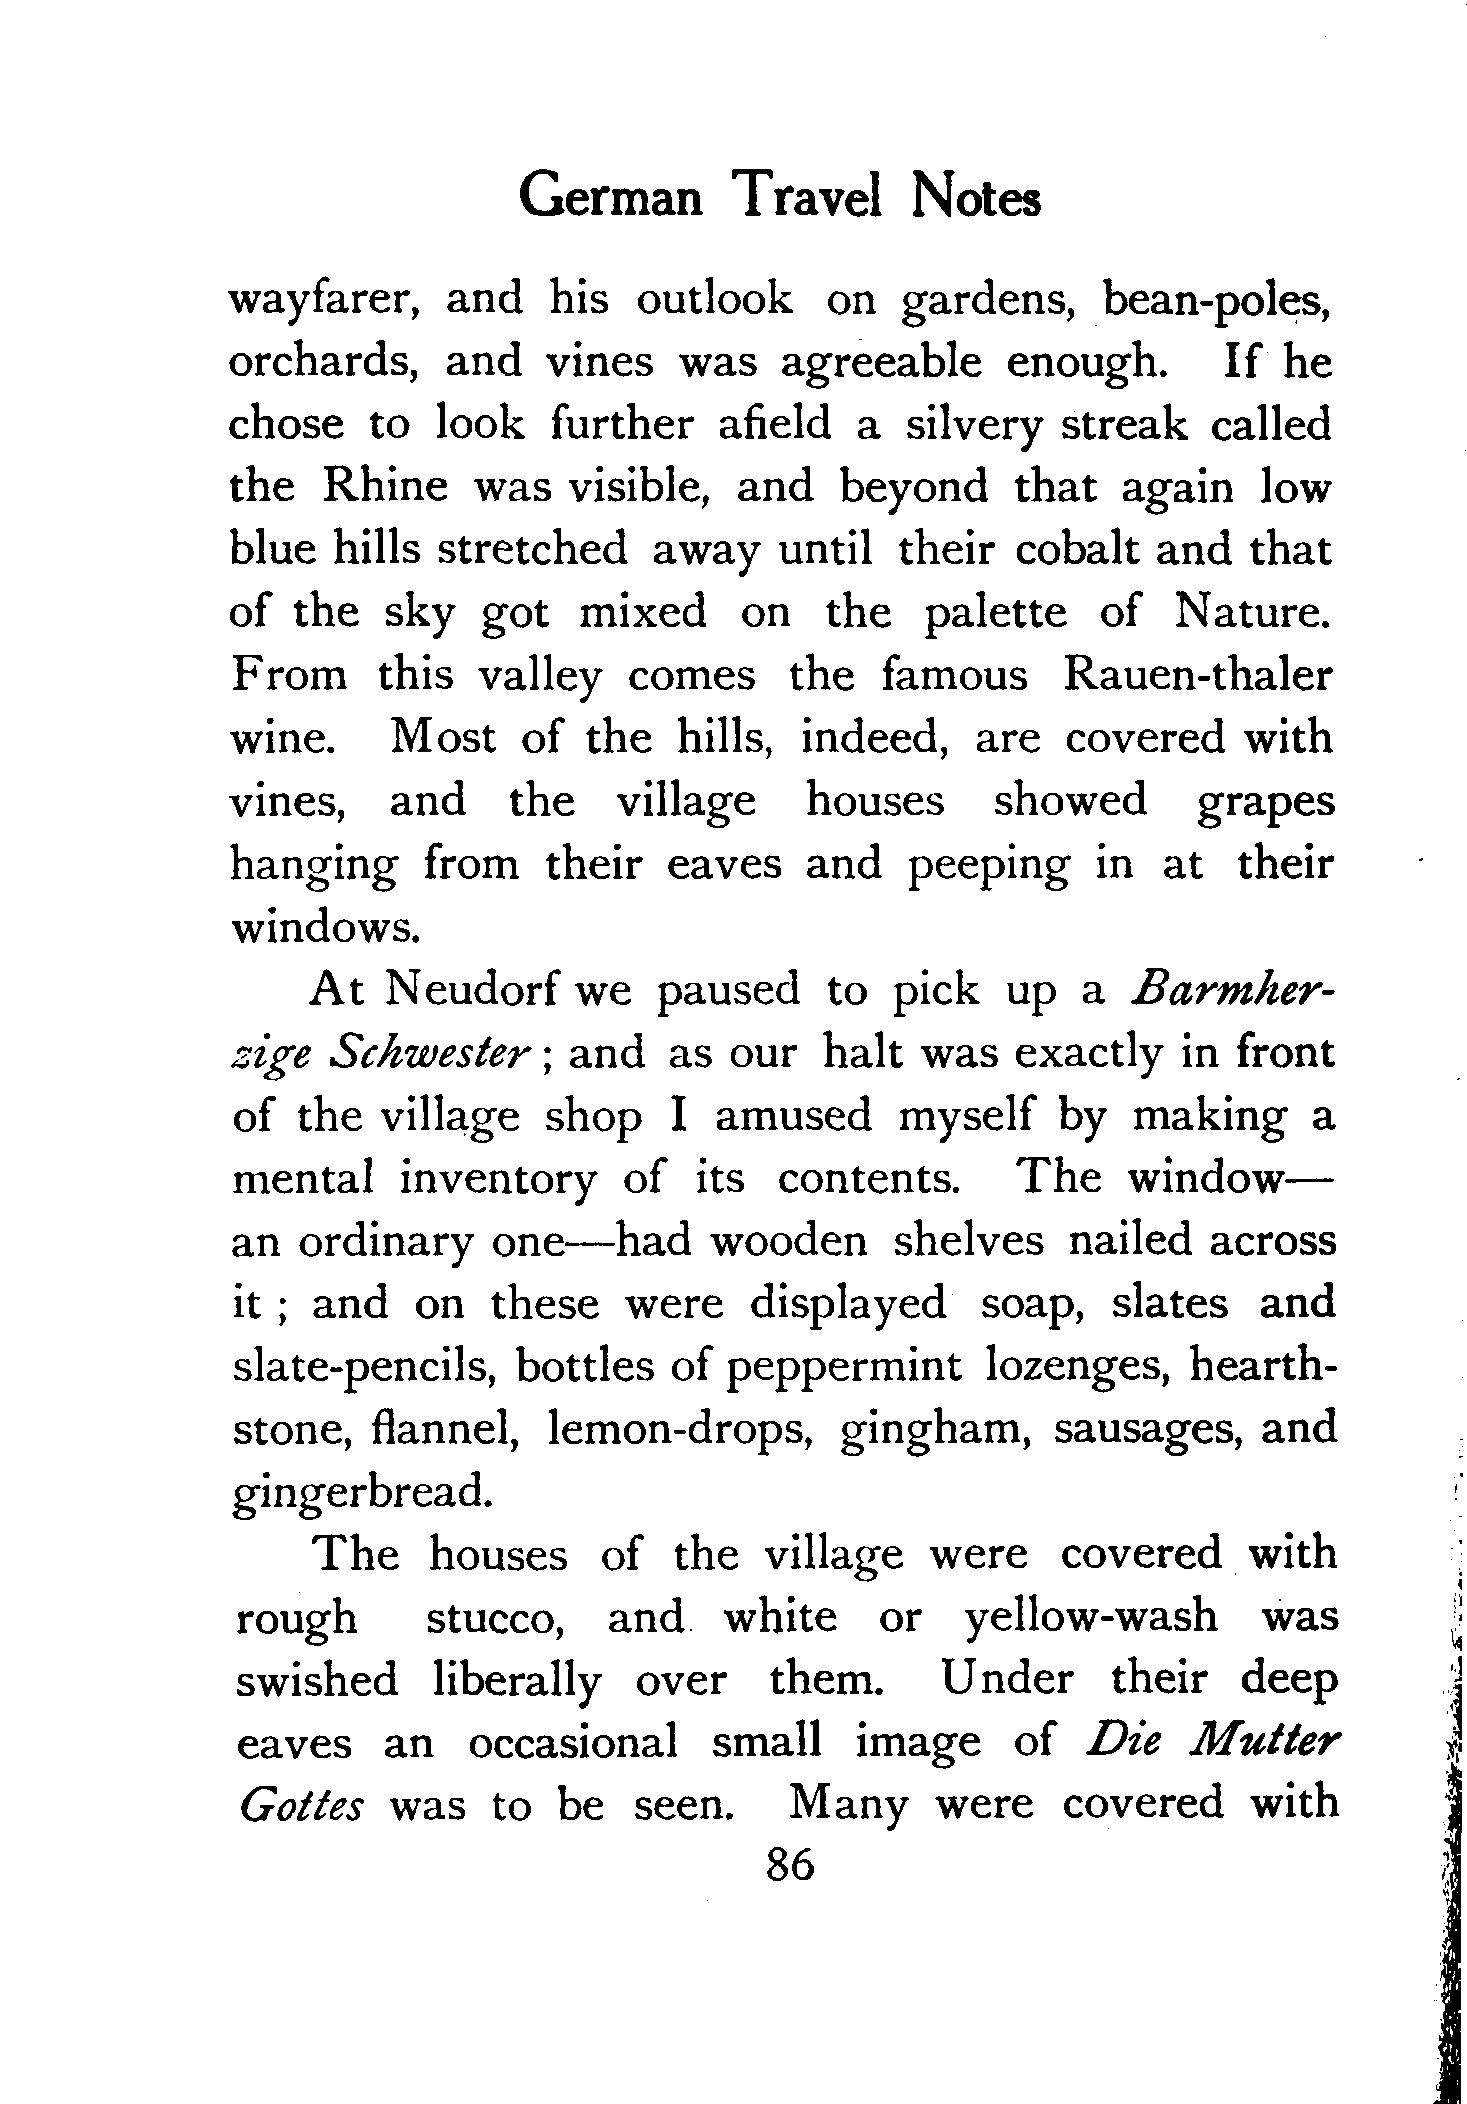 German Travel Notes
wayfarer, and his outlook on gardens, bean-poles,
orchards, and vines was agreeable enough. If he
chose to look further afield a silvery streak called
the Rhine was visible, and beyond that again low
blue hills stretched away until their cobalt and that
of the sky got mixed on the palette of Nature.
From this valley comes the famous Rauen-thaler
wine. Most of the hills, indeed, are covered with
vines, and the village houses showed grapes
hanging from their eaves and peeping in at their
windows.
At Neudorf we paused to pick up a Barmher-
zige Schwester ; and as our halt was exactly in front
of the village shop I amused myself by making a
mental inventory of its contents. The window—
an ordinary one—had wooden shelves nailed across
it ; and on these were displayed soap, slates and
slate-pencils, bottles of peppermint lozenges, hearth-
stone, flannel, lemon-drops, gingham, sausages, and
gingerbread.
The houses of the village were covered with
rough stucco, and white or yellow-wash was
swished liberally over them. Under their deep
eaves an occasional small image of Die Mutter
Gottes was to be seen. Many were covered with
86